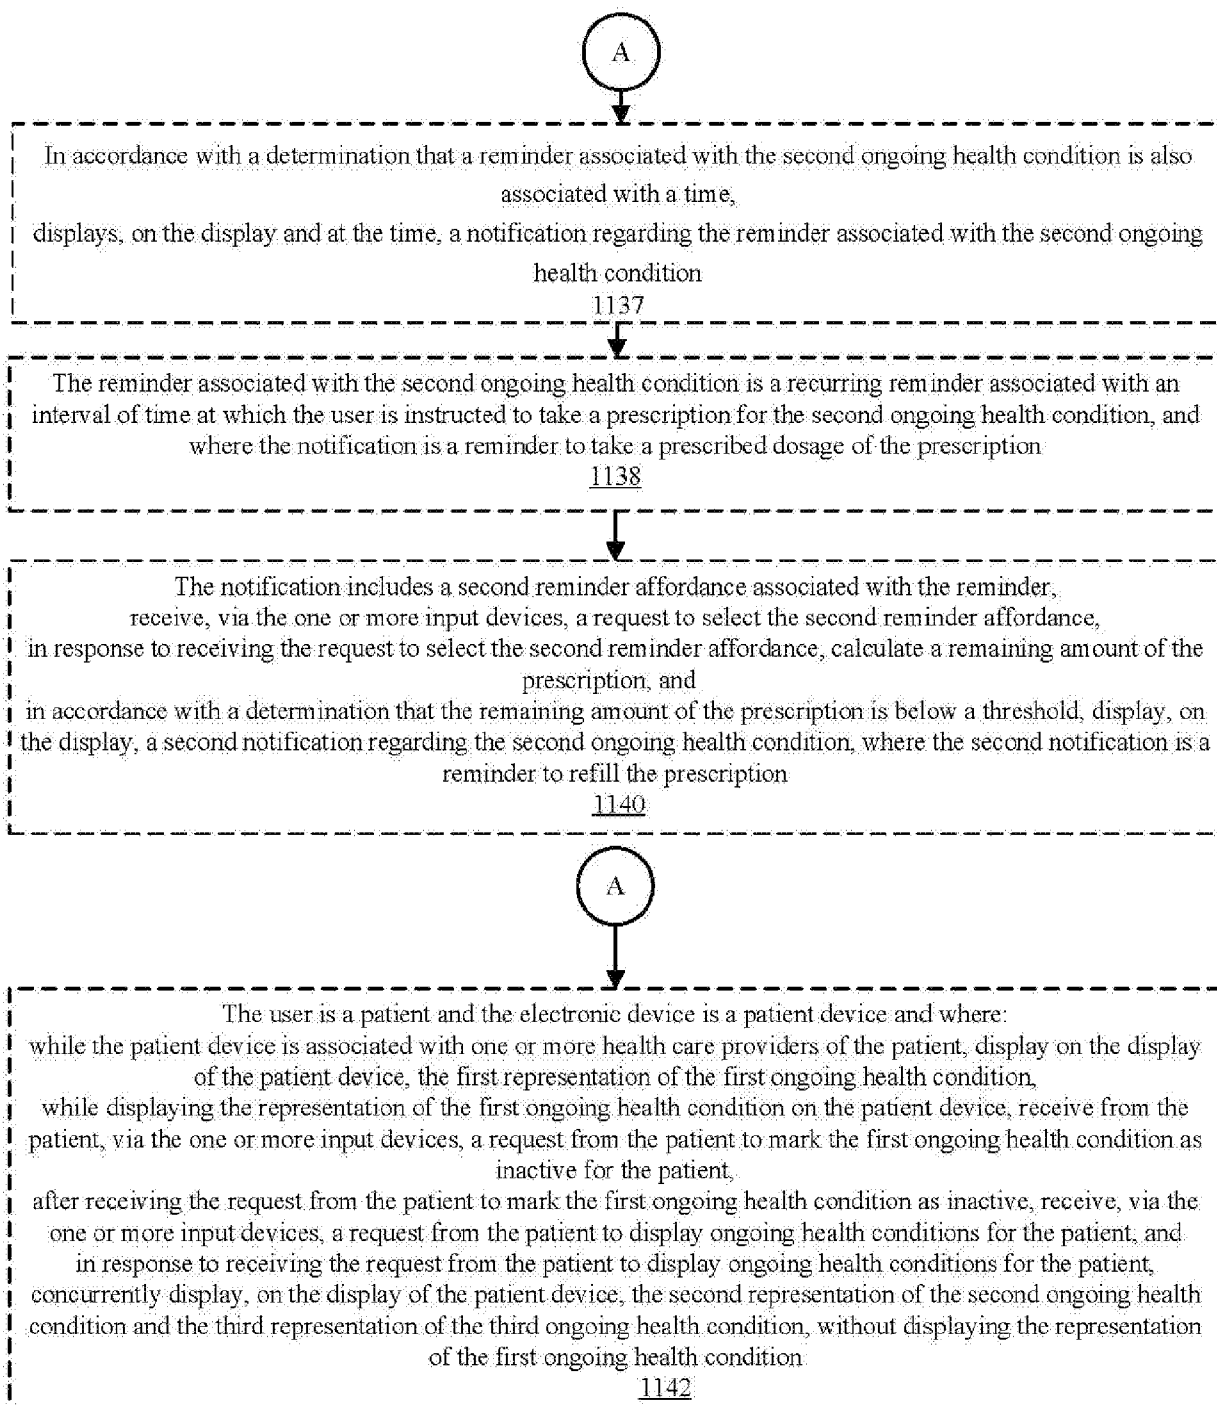 A
In accordance with a determination that a reminder associated with the second ongoing health condition is also
associated with a time,
displays, on the display and at the time, a notification regarding the reminder associated with the second ongoing
health condition
1137
The reminder associated with the second ongoing health condition is a recurring reminder associated with an
interval of time at which the user is instructed to take a prescription for the second ongoing health condition, and
where the notification is a reminder to take a prescribed dosage of the prescription
1138
The notification includes a second reminder affordance associated with the reminder,
receive, via the one or more input devices, a request to select the second reminder affordance,
in response to receiving the request to select the second reminder affordance, calculate a remaining amount of the
prescription, and
in accordance with a determination that the remaining amount of the prescription is below a threshold, display, on
the display, a second notification regarding the second ongoing health condition, where the second notification is a
reminder to refill the prescription
1140
A
The user is a patient and the electronic device is a patient device and where:
while the patient device is associated with one or more health care providers of the patient, display on the display
of the patient device, the first representation of the first ongoing health condition,
while displaying the representation of the first ongoing health condition on the patient device, receive from the
patient, via the one or more input devices, a request from the patient to mark the first ongoing health condition as
inactive for the patient,
after receiving the request from the patient to mark the first ongoing health condition as inactive, receive, via the
one or more input devices, a request from the patient to display ongoing health conditions for the patient, and
in response to receiving the request from the patient to display ongoing health conditions for the patient,
concurrently display, on the display of the patient device, the second representation of the second ongoing health
condition and the third representation of the third ongoing health condition, without displaying the representation
of the first ongoing health condition
1142